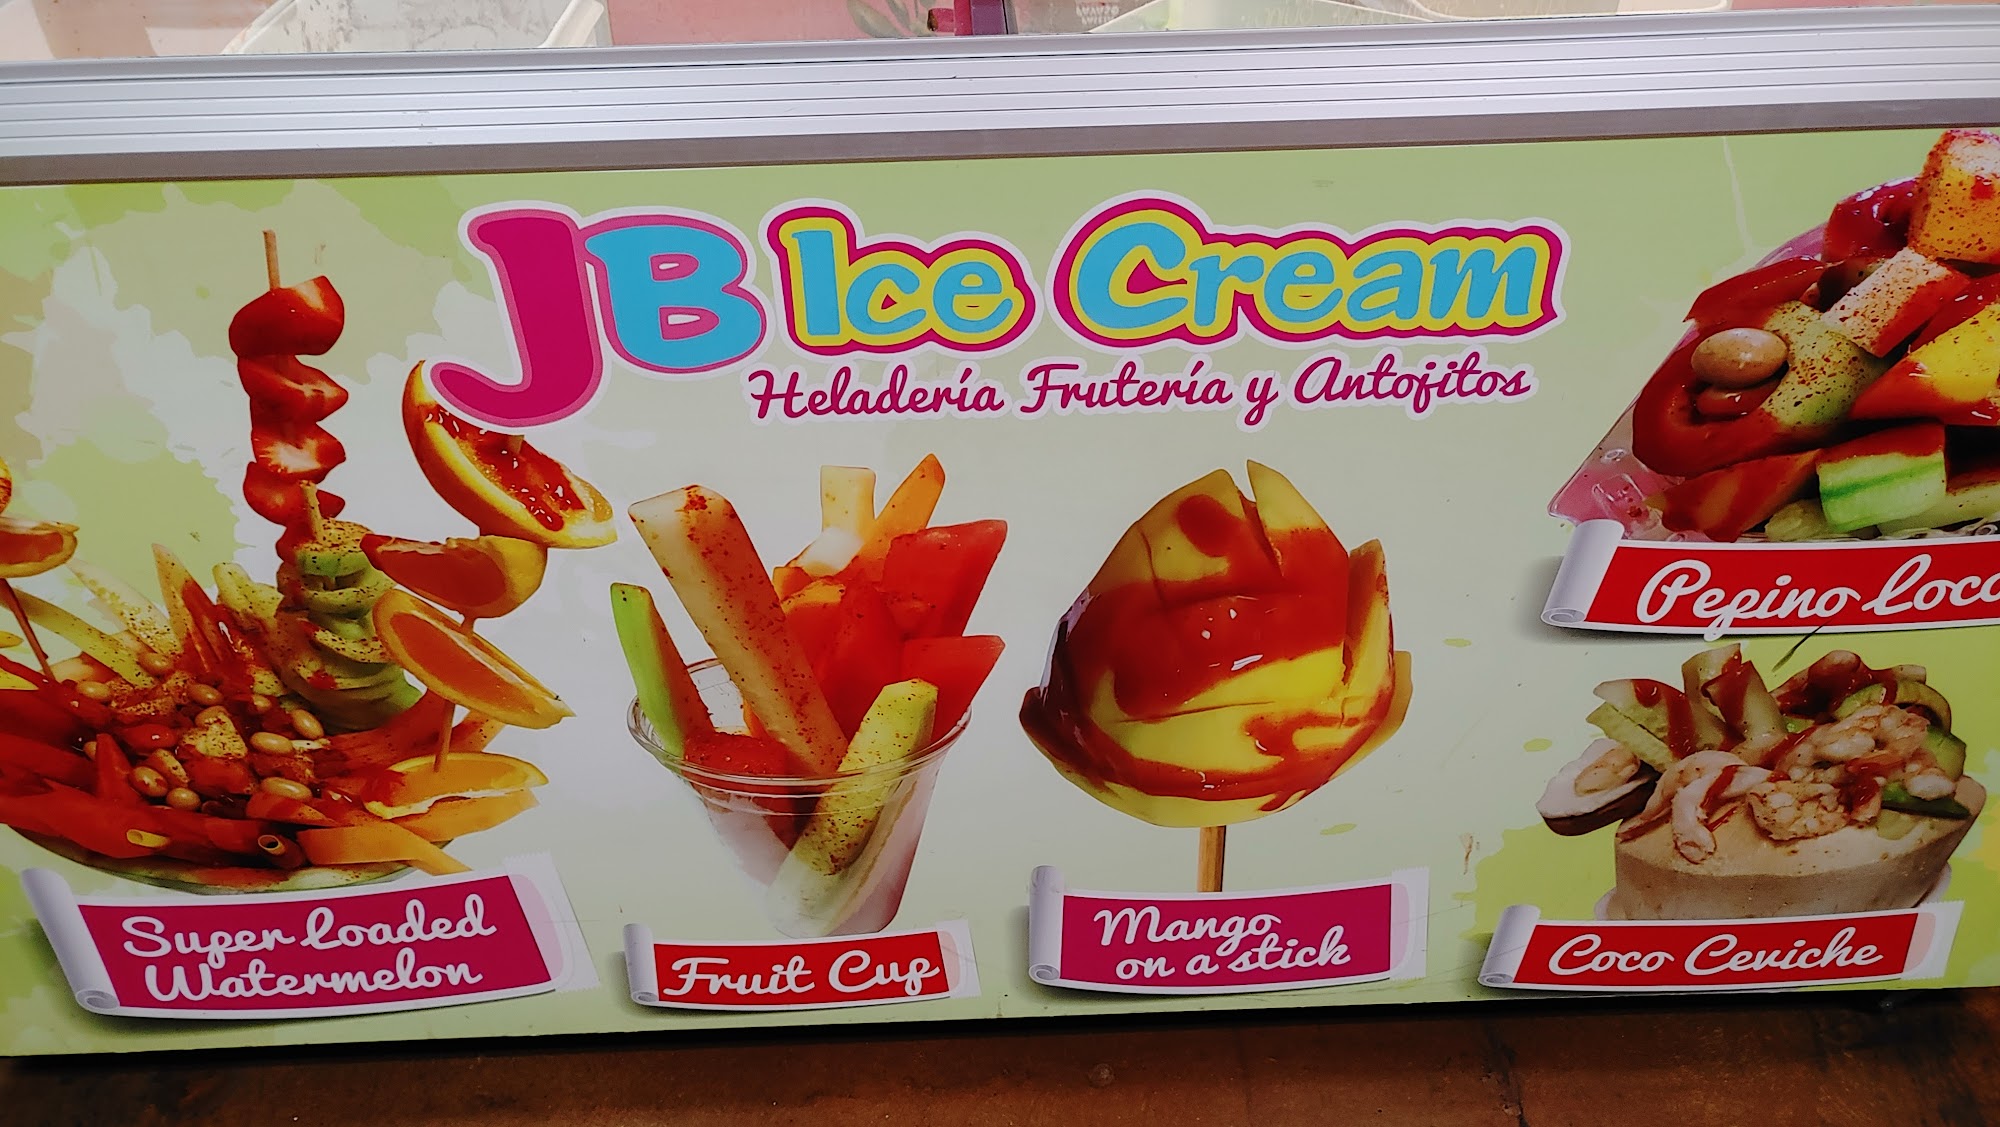 JB Ice Cream
Heladería Frutería y Antojitos
Pepino Loco
Super Loaded
Watermelon
Fruit Cup
Mango
on a stick
Coco Ceviche